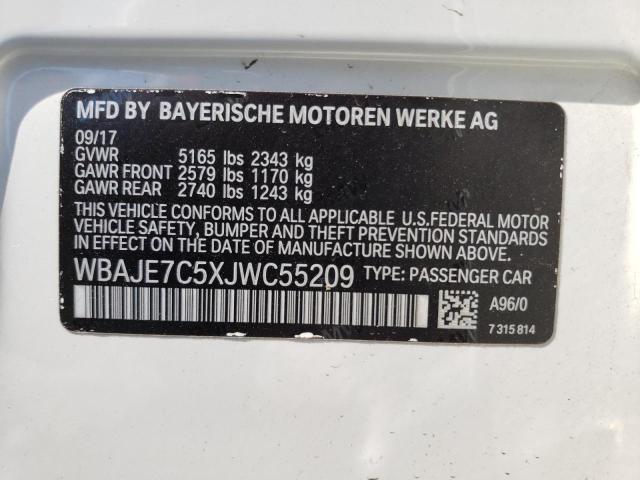 MFD BY BAYERISCHE MOTOREN WERKE AG
09/17
GVWR 5165 lbs 2343 kg
GAWR FRONT 2579 lbs 1170 kg
GAWR REAR 2740 lbs 1243 kg
THIS VEHICLE CONFORMS TO ALL APPLICABLE U.S.FEDERAL MOTOR
VEHICLE SAFETY, BUMPER AND THEFT PREVENTION STANDARDS
IN EFFECT ON THE DATE OF MANUFACTURE SHOWN ABOVE.
WBAJE7C5XJWC55209 TYPE: PASSENGER CAR
A96/0
7 315 814